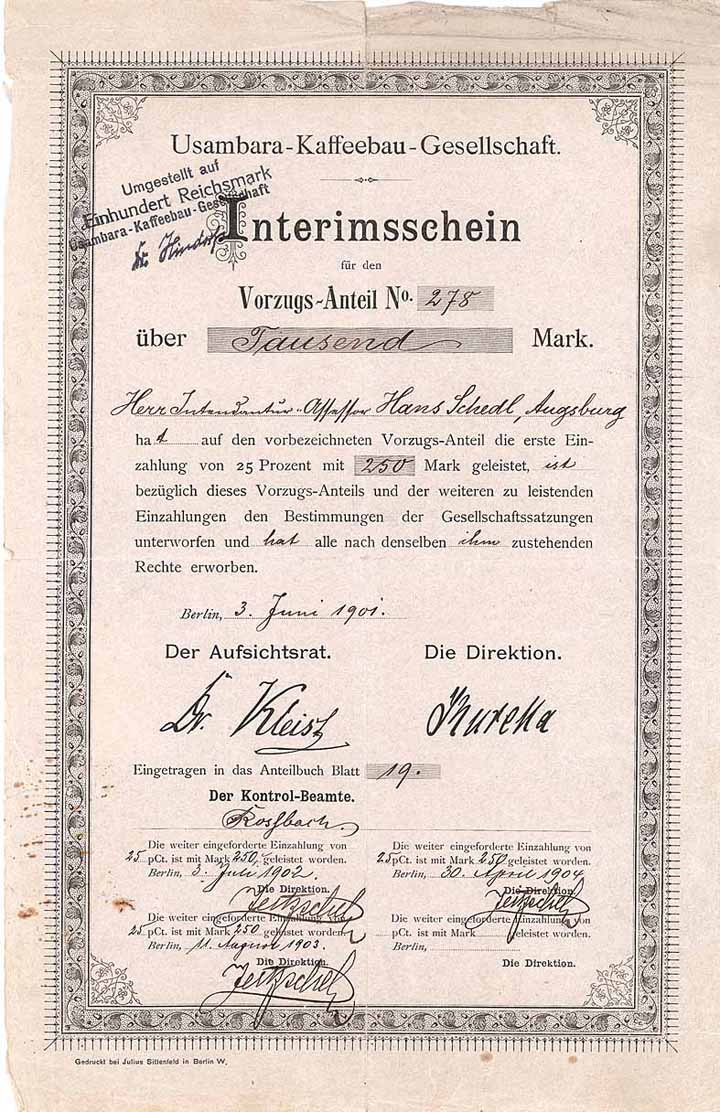 Usambara-Kaffeebau-Gesellschaft.
Umgestellt auf
Einhundert Reichsmark
Usambara-Kaffeebau-Gesellschaft
Dr. Hindorf
Interimsschein
für den
Vorzugs-Anteil No. 278
über Tausend Mark.
Herr Intendantur-Assessor Hans Schedl, Augsburg
hat auf den vorbezeichneten Vorzugs-Anteil die erste Ein-
zahlung von 25 Prozent mit 250 Mark geleistet, ist
bezüglich dieses Vorzugs-Anteils und der weiteren zu leistenden
Einzahlungen den Bestimmungen der Gesellschaftssatzungen
unterworfen und hat alle nach denselben ihm zustehenden
Rechte erworben.
Berlin, 3. Juni 1901.
Der Aufsichtsrat. Die Direktion.
Dr. Kleist
Eingetragen in das Anteilbuch Blatt 19.
Der Kontrol-Beamte.
Rossbach.
Die weiter eingeforderte Einzahlung von
25 pCt. ist mit Mark 250,- geleistet worden.
Berlin, 3. Juli 1902.
Die Direktion.
Die weiter eingeforderte Einzahlung von
25 pCt. ist mit Mark 250 geleistet worden.
Berlin, 30. April 1904
Die Direktion.
Die weiter eingeforderte Einzahlung von
25 pCt. ist mit Mark 250 geleistet worden.
Berlin, 11. August 1903.
Die Direktion.
Die weiter eingeforderte Einzahlung von
pCt. ist mit Mark geleistet worden.
Berlin,
Die Direktion.
Gedruckt bei Julius Sittenfeld in Berlin W.